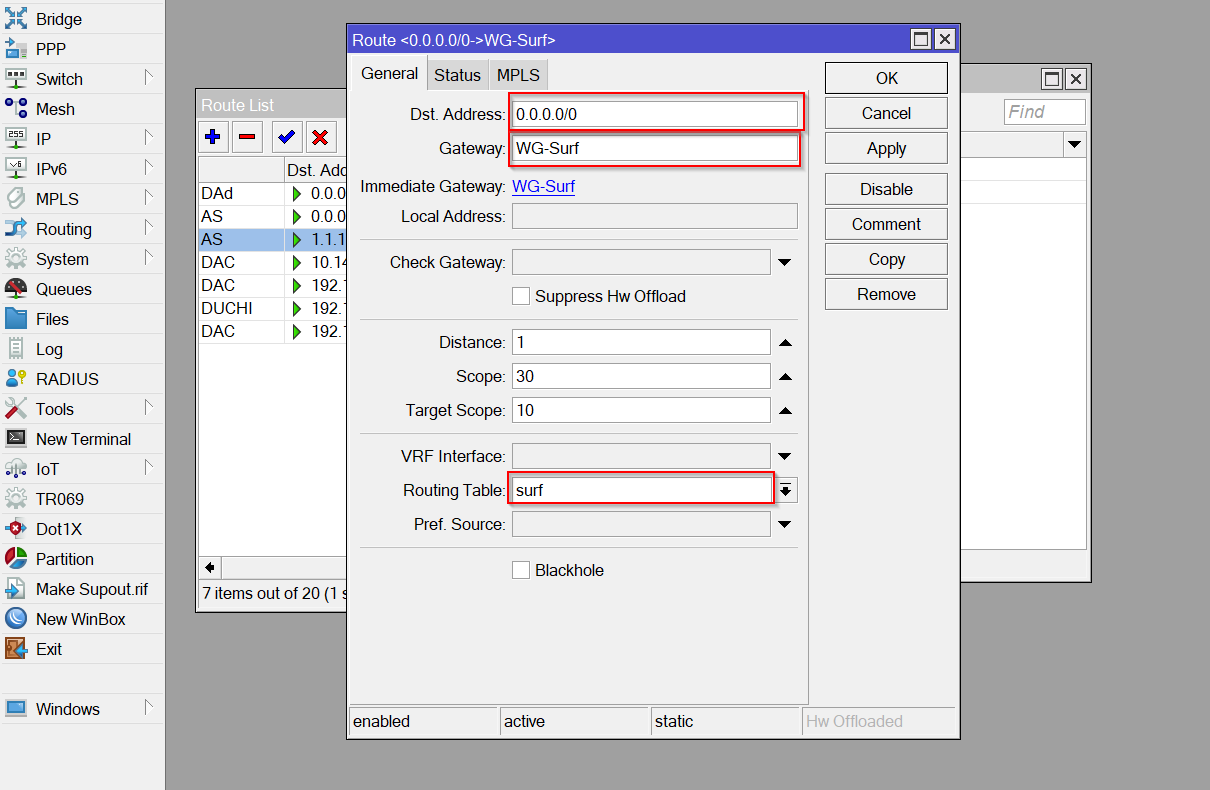 Bridge
PPP
Switch
Mesh
IP
IPv6
MPLS
Routing
System
Queues
Files
Log
RADIUS
Tools
New Terminal
IoT
TR069
Dot1X
Partition
Make Supout.rif
New WinBox
Exit
Windows
Route List
Dst. Add
DAd 0.0.0
AS 0.0.0
AS 1.1.1
DAC 10.14
DAC 192.1
DUCHI 192.1
DAC 192.1
7 items out of 20 (1 s
Route <0.0.0.0/0->WG-Surf>
General Status MPLS
Dst. Address: 0.0.0.0/0
Gateway: WG-Surf
Immediate Gateway: WG-Surf
Local Address:
Check Gateway:
Suppress Hw Offload
Distance: 1
Scope: 30
Target Scope: 10
VRF Interface:
Routing Table: surf
Pref. Source:
Blackhole
enabled active static Hw Offloaded
OK
Cancel
Apply
Disable
Comment
Copy
Remove
Find